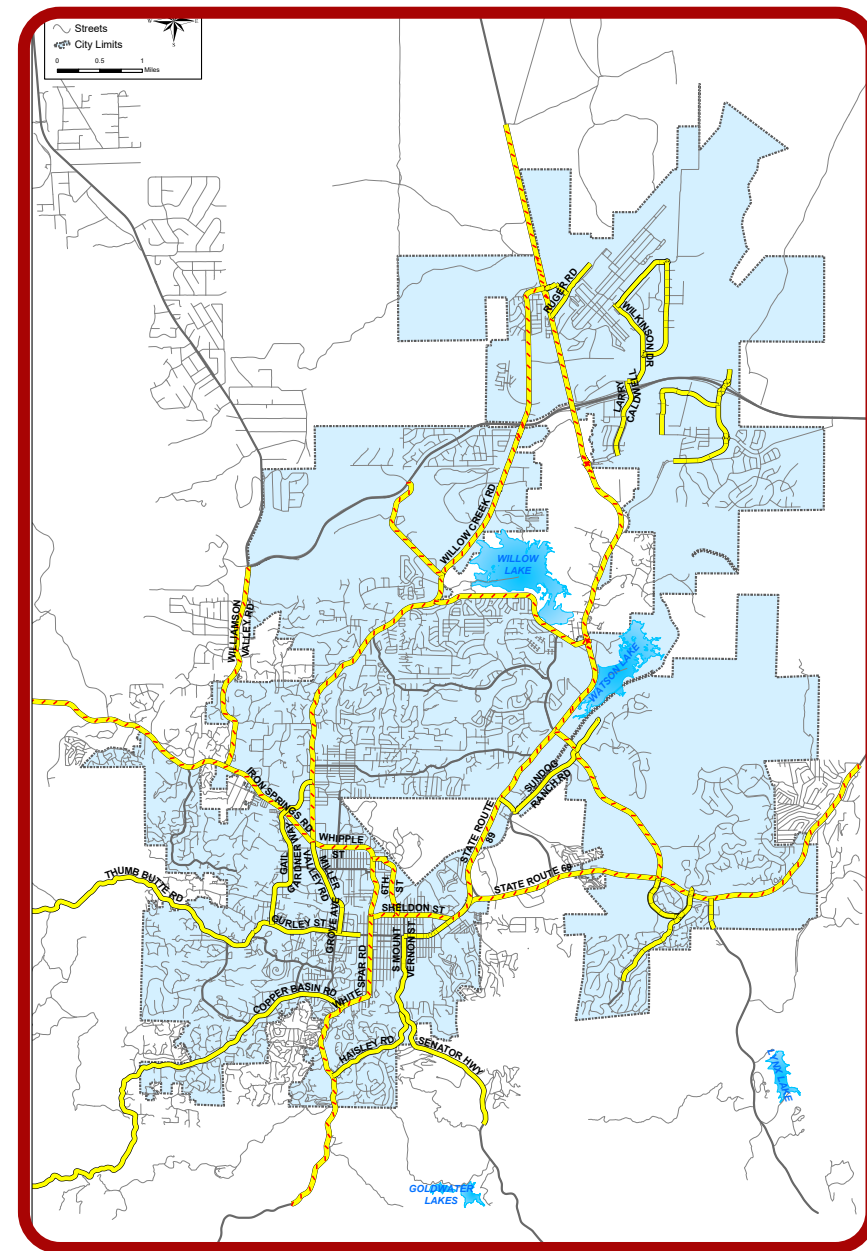 W
E
S
Streets
City Limits
0 0.5 1
Miles
RUGER RD
WILKINSON DR
LARRY
CALDWELL
WILLOW CREEK RD
WILLOW
LAKE
WILLIAMSON
VALLEY RD
WATSON LAKE
SUNDOG
RANCH RD
IRON SPRINGS RD
STATE ROUTE
89
WHIPPLE
ST
GAIL
GARDNER WAY
MILLER
VALLEY RD
6TH
ST
STATE ROUTE 69
THUMB BUTTE RD
SHELDON ST
GURLEY ST
GROVE AVE
S MOUNT
VERNON ST
WHITE SPAR RD
COPPER BASIN RD
HAISLEY RD
SENATOR HWY
LYNX LAKE
GOLDWATER
LAKES